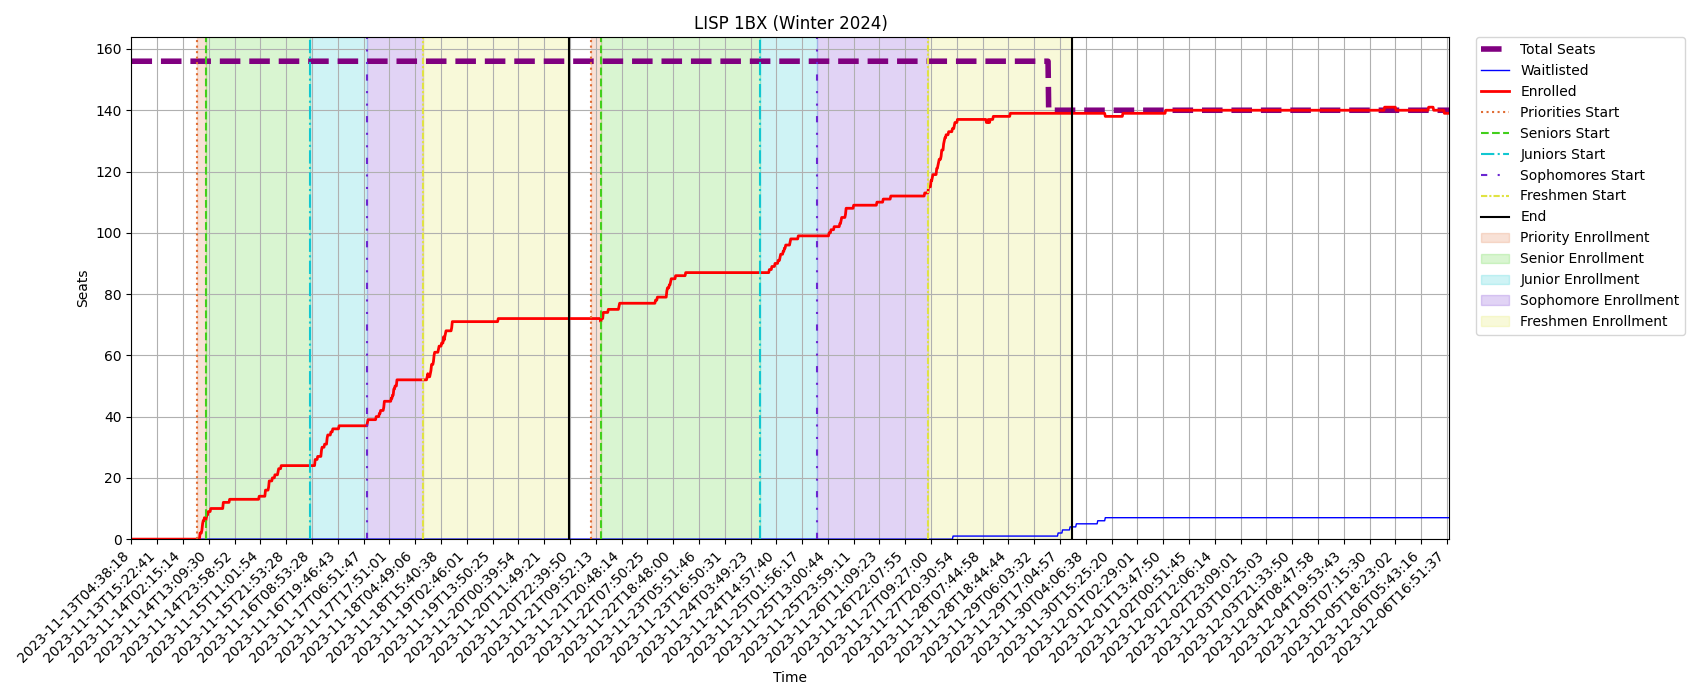 LISP 1BX (Winter 2024)
160
140
120
100
80
60
40
20
0
Seats
2023-11-13T04:38:18
2023-11-13T15:22:41
2023-11-14T02:15:14
2023-11-14T13:09:30
2023-11-14T23:58:52
2023-11-15T11:01:54
2023-11-15T21:53:28
2023-11-16T08:53:28
2023-11-16T19:46:43
2023-11-17T06:51:47
2023-11-17T17:51:01
2023-11-18T04:49:06
2023-11-18T15:40:38
2023-11-19T02:46:01
2023-11-19T13:50:25
2023-11-20T00:39:54
2023-11-20T11:49:21
2023-11-20T22:39:50
2023-11-21T09:52:13
2023-11-21T20:48:14
2023-11-22T07:50:25
2023-11-22T18:48:00
2023-11-23T05:51:46
2023-11-23T16:50:31
2023-11-24T03:49:23
2023-11-24T14:57:40
2023-11-25T01:56:17
2023-11-25T13:00:44
2023-11-25T23:59:11
2023-11-26T11:09:23
2023-11-26T22:07:55
2023-11-27T09:27:00
2023-11-27T20:30:54
2023-11-28T07:44:58
2023-11-28T18:44:44
2023-11-29T06:03:32
2023-11-29T17:04:57
2023-11-30T04:06:38
2023-11-30T15:25:20
2023-12-01T02:29:01
2023-12-01T13:47:50
2023-12-02T00:51:45
2023-12-02T12:06:14
2023-12-02T23:09:01
2023-12-03T10:25:03
2023-12-03T21:33:50
2023-12-04T08:47:58
2023-12-04T19:53:43
2023-12-05T07:15:30
2023-12-05T18:23:02
2023-12-06T05:43:16
2023-12-06T16:51:37
Time
Total Seats
Waitlisted
Enrolled
Priorities Start
Seniors Start
Juniors Start
Sophomores Start
Freshmen Start
End
Priority Enrollment
Senior Enrollment
Junior Enrollment
Sophomore Enrollment
Freshmen Enrollment